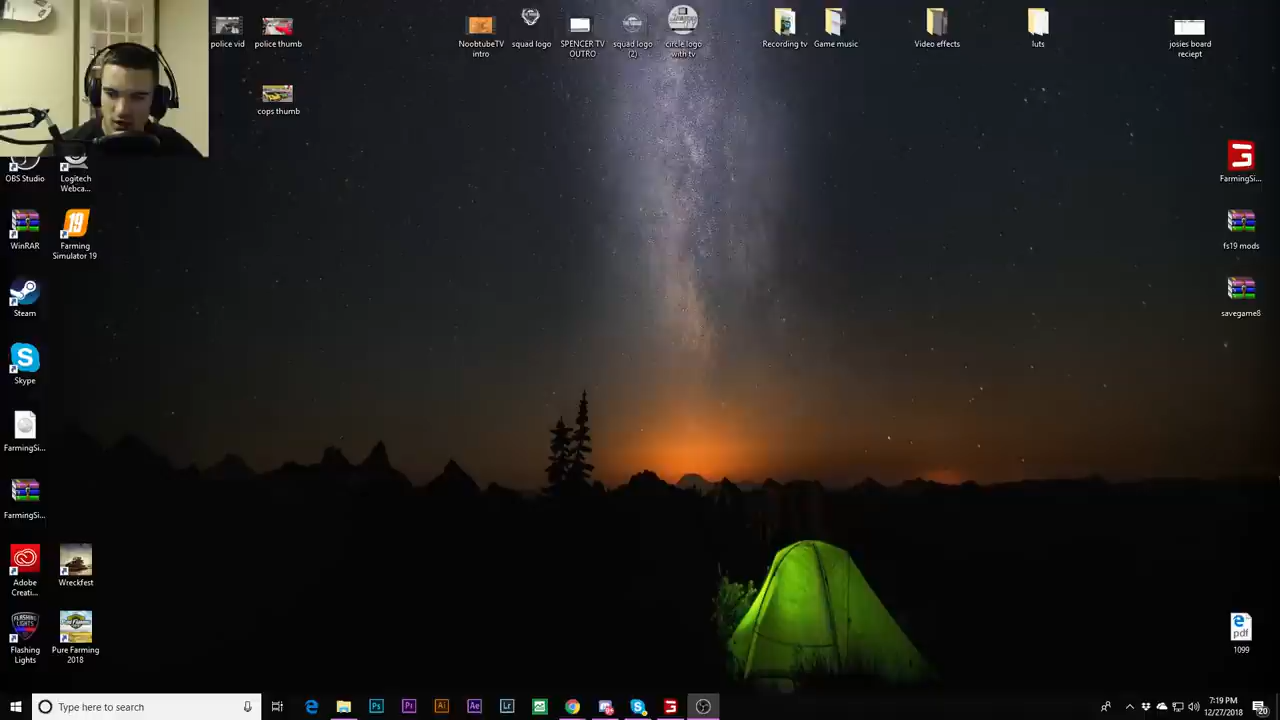 police vid
police thumb
NoobtubeTV
intro
squad logo
SPENCER TV
OUTRO
squad logo
(2)
circle logo
with tv
Recording tv
Game music
Video effects
luts
josies board
reciept
cops thumb
OBS Studio
Logitech
Webca...
FarmingSi...
WinRAR
Farming
Simulator 19
fs19 mods
Steam
savegame8
Skype
FarmingSi...
FarmingSi...
Adobe
Creati...
Wreckfest
Flashing
Lights
Pure Farming
2018
1099
Type here to search
7:19 PM
12/27/2018